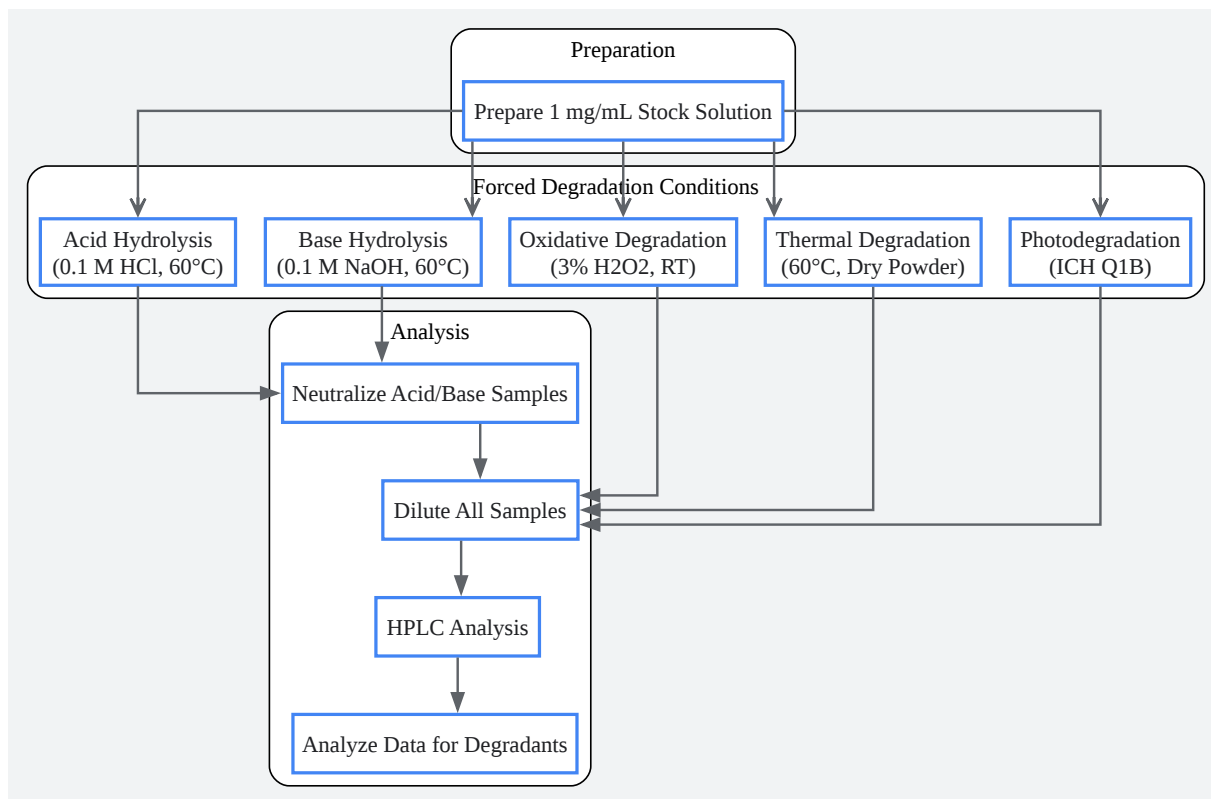 Preparation
Prepare 1 mg/mL Stock Solution
Forced Degradation Conditions
Acid Hydrolysis
(0.1 M HCl, 60°C)
Base Hydrolysis
(0.1 M NaOH, 60°C)
Oxidative Degradation
(3% H2O2, RT)
Thermal Degradation
(60°C, Dry Powder)
Photodegradation
(ICH Q1B)
Analysis
Neutralize Acid/Base Samples
Dilute All Samples
HPLC Analysis
Analyze Data for Degradants